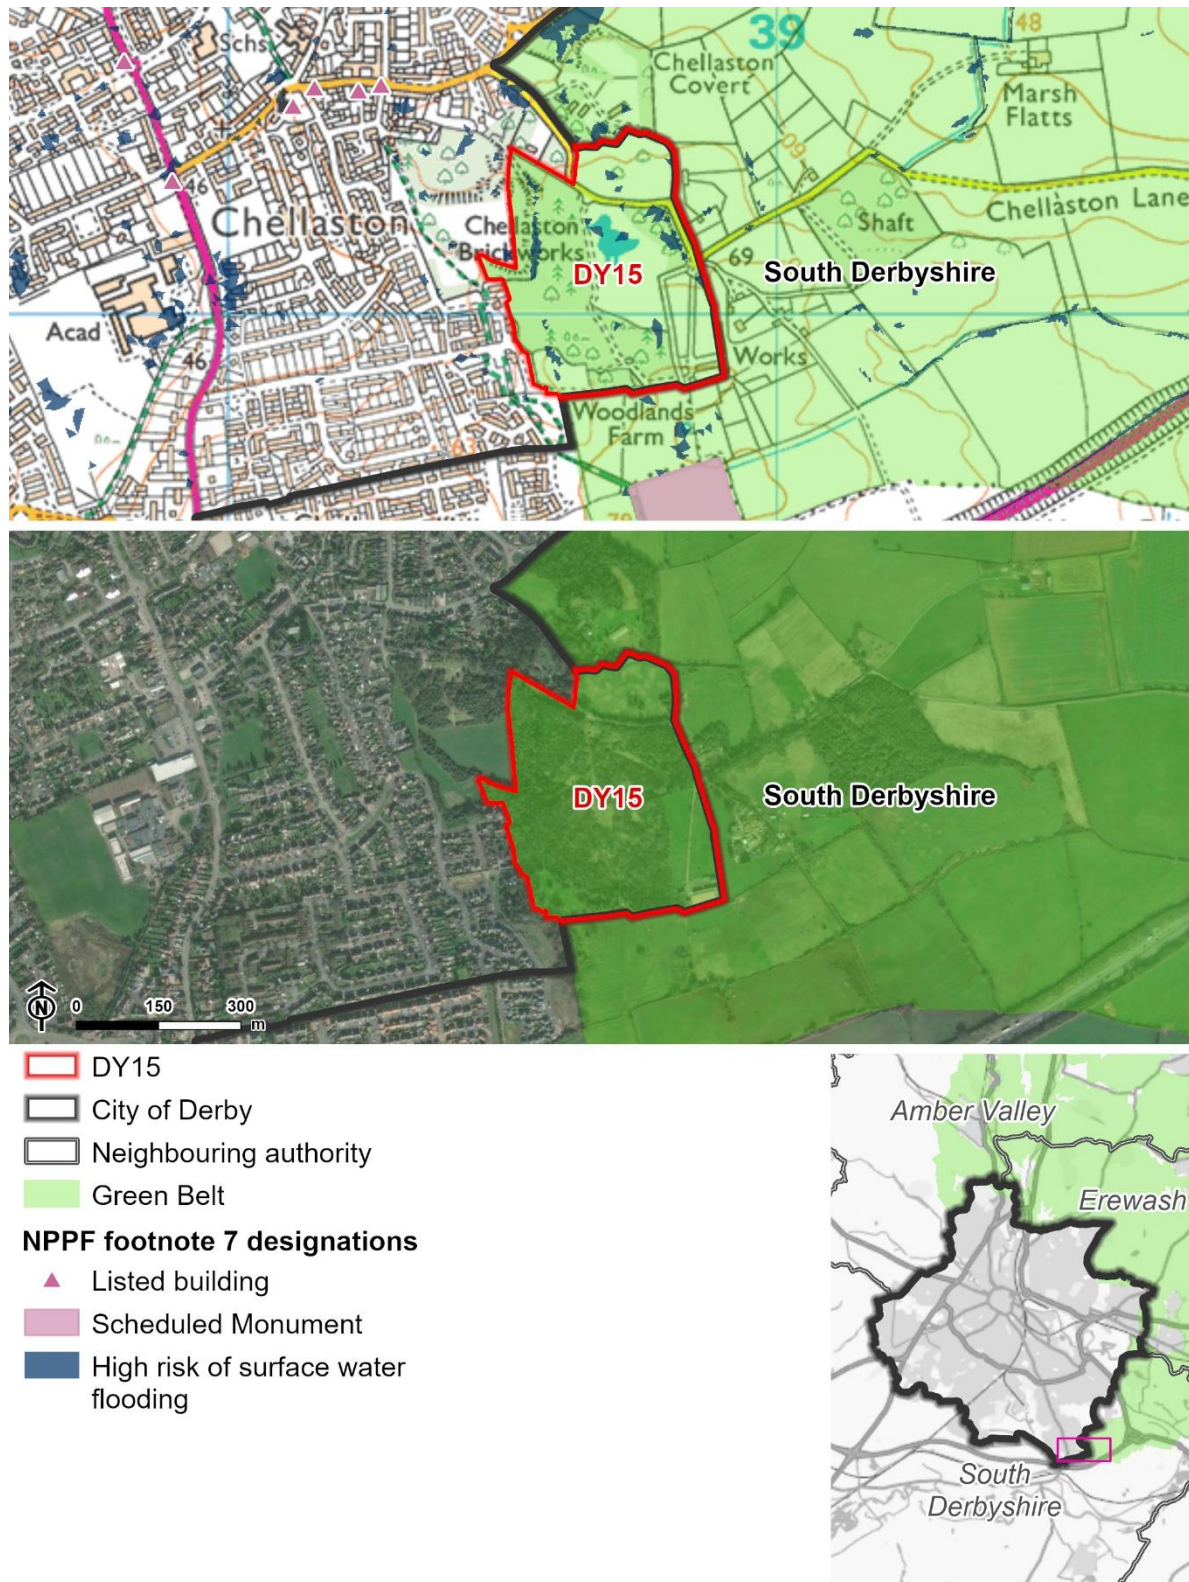 39
48
Schs
Chellaston
Covert
Marsh
Flatts
60
46
Chellaston
Chellaston
Brickworks
Shaft
Chellaston Lane
DY15
69
South Derbyshire
Acad
46
Works
Woodlands
Farm
63
DY15
South Derbyshire
N
0 150 300
m
DY15
City of Derby
Neighbouring authority
Green Belt
NPPF footnote 7 designations
Listed building
Scheduled Monument
High risk of surface water
flooding
Amber Valley
Erewash
South
Derbyshire